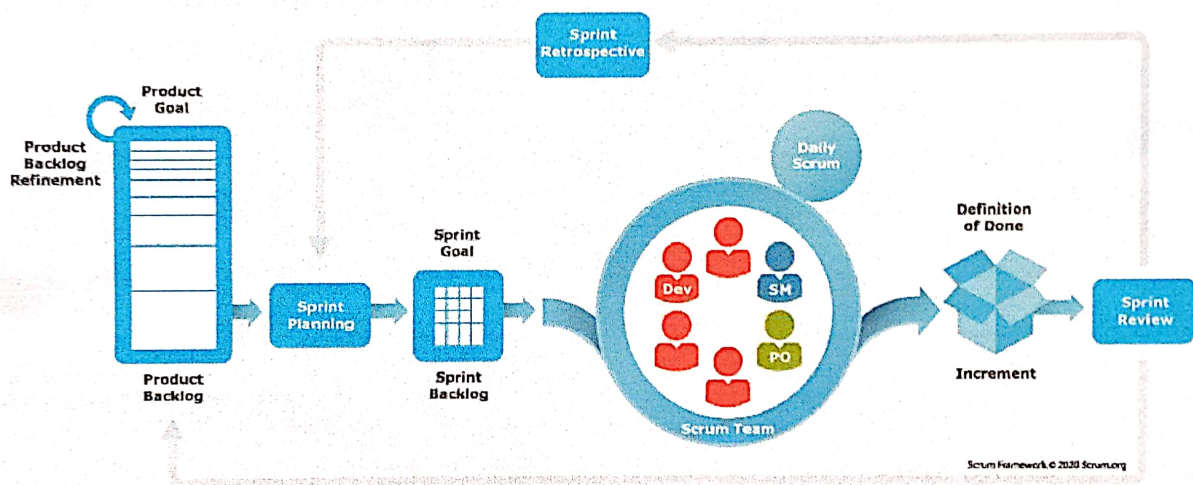 Sprint
Retrospective
Product
Goal
Product
Backlog
Refinement
Daily
Scrum
Definition
of Done
Sprint
Goal
Dev
SM
Sprint
Planning
Sprint
Review
PO
Product
Backlog
Sprint
Backlog
Increment
Scrum Team
Scrum Framework © 2020 Scrum.org